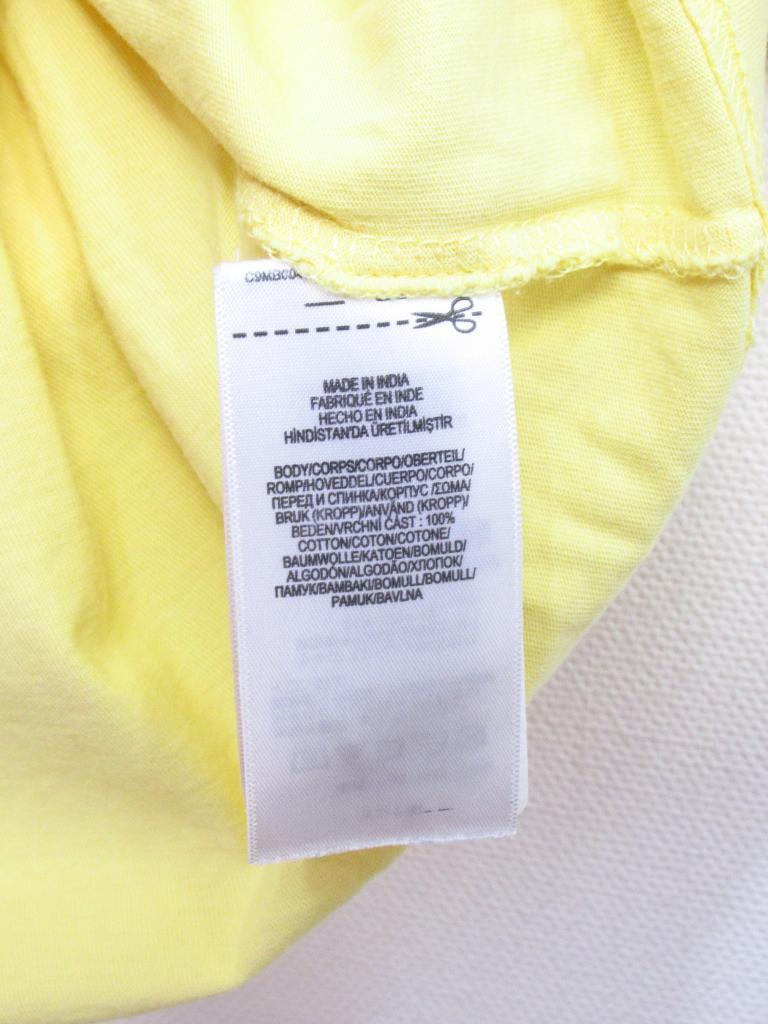 C9MB60
MADE IN INDIA
FABRIQUÉ EN INDE
HECHO EN INDIA
HİNDİSTAN'DA ÜRETİLMİŞTİR
BODY/CORPS/CORPO/OBERTEIL/
ROMP/HOVEDDEL/CUERPO/CORPO/
ПЕРЕД И СПИНКА/КОРПУС /ΣΩΜΑ/
BRUK (KROPP)/ANVÄND (KROPP)/
BEDEN/VRCHNÍ ČÁST : 100%
COTTON/COTON/COTONE/
BAUMWOLLE/KATOEN/BOMULD/
ALGODÓN/ALGODÃO/ХЛОПОК/
ПАМУК/ΒΑΜΒΑΚΙ/BOMULL/BOMULL/
PAMUK/BAVLNA